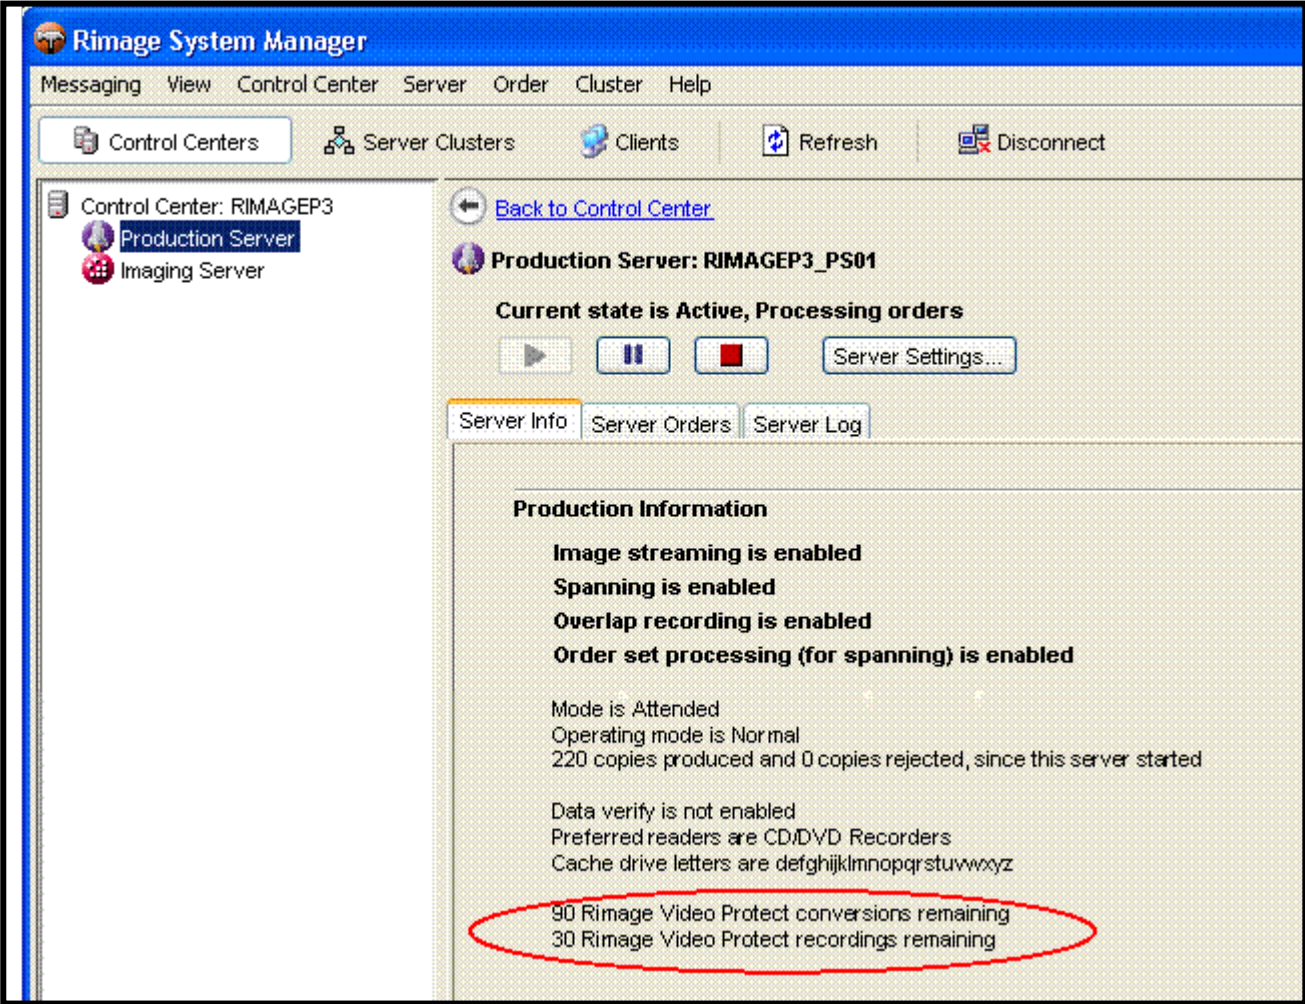 Rimage System Manager
Messaging View Control Center Server Order Cluster Help
Control Centers Server Clusters Clients Refresh Disconnect
Control Center: RIMAGEP3
Production Server
Imaging Server
Back to Control Center
Production Server: RIMAGEP3_PS01
Current state is Active, Processing orders
Server Settings...
Server Info Server Orders Server Log
Production Information
Image streaming is enabled
Spanning is enabled
Overlap recording is enabled
Order set processing (for spanning) is enabled
Mode is Attended
Operating mode is Normal
220 copies produced and 0 copies rejected, since this server started
Data verify is not enabled
Preferred readers are CD/DVD Recorders
Cache drive letters are defghijklmnopqrstuvwxyz
90 Rimage Video Protect conversions remaining
30 Rimage Video Protect recordings remaining